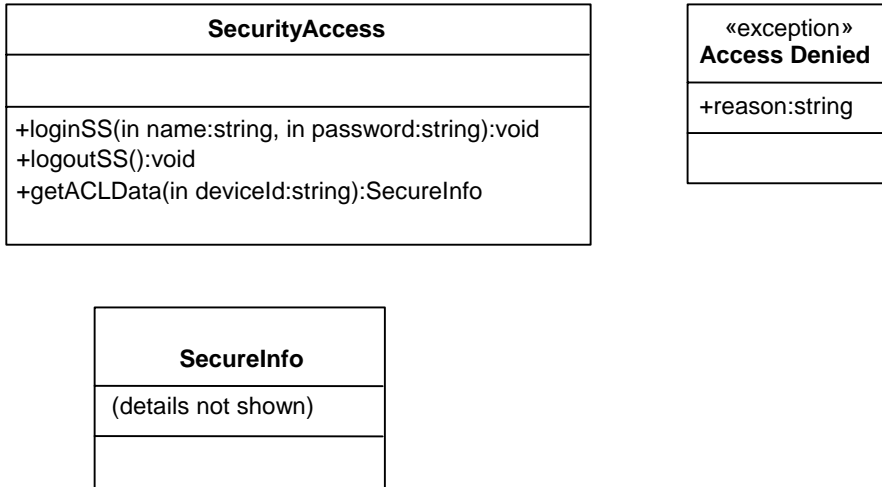 SecurityAccess
+loginSS(in name:string, in password:string):void
+logoutSS():void
+getACLData(in deviceId:string):SecureInfo
«exception»
Access Denied
+reason:string
SecureInfo
(details not shown)